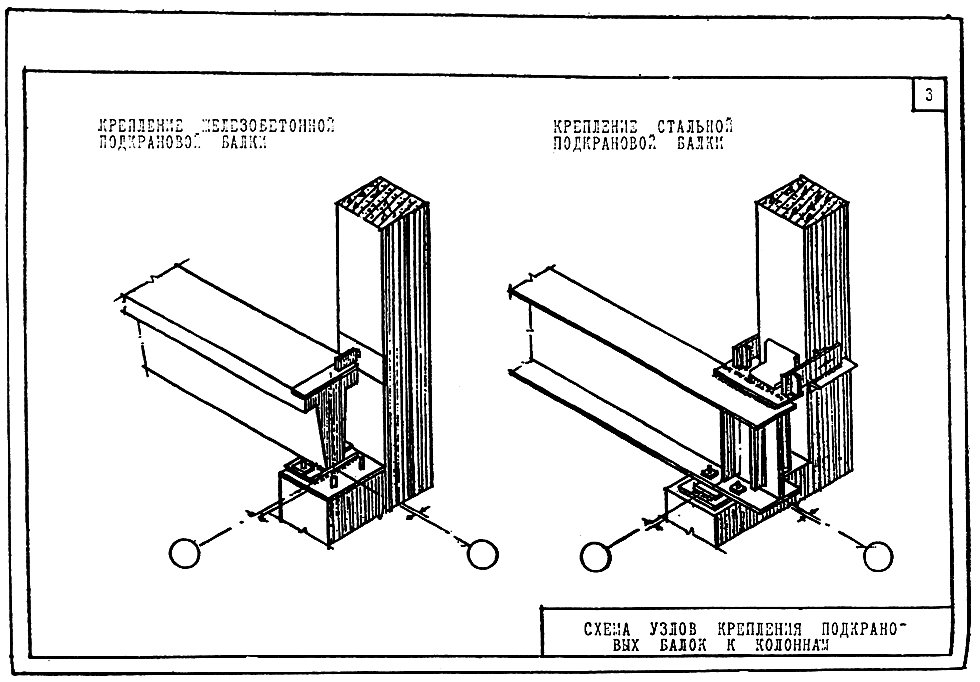 3
КРЕПЛЕНИЕ ЖЕЛЕЗОБЕТОННОЙ
ПОДКРАНОВОЙ БАЛКИ
КРЕПЛЕНИЕ СТАЛЬНОЙ
ПОДКРАНОВОЙ БАЛКИ
СХЕМА УЗЛОВ КРЕПЛЕНИЯ ПОДКРАНО-
ВЫХ БАЛОК К КОЛОННАМ